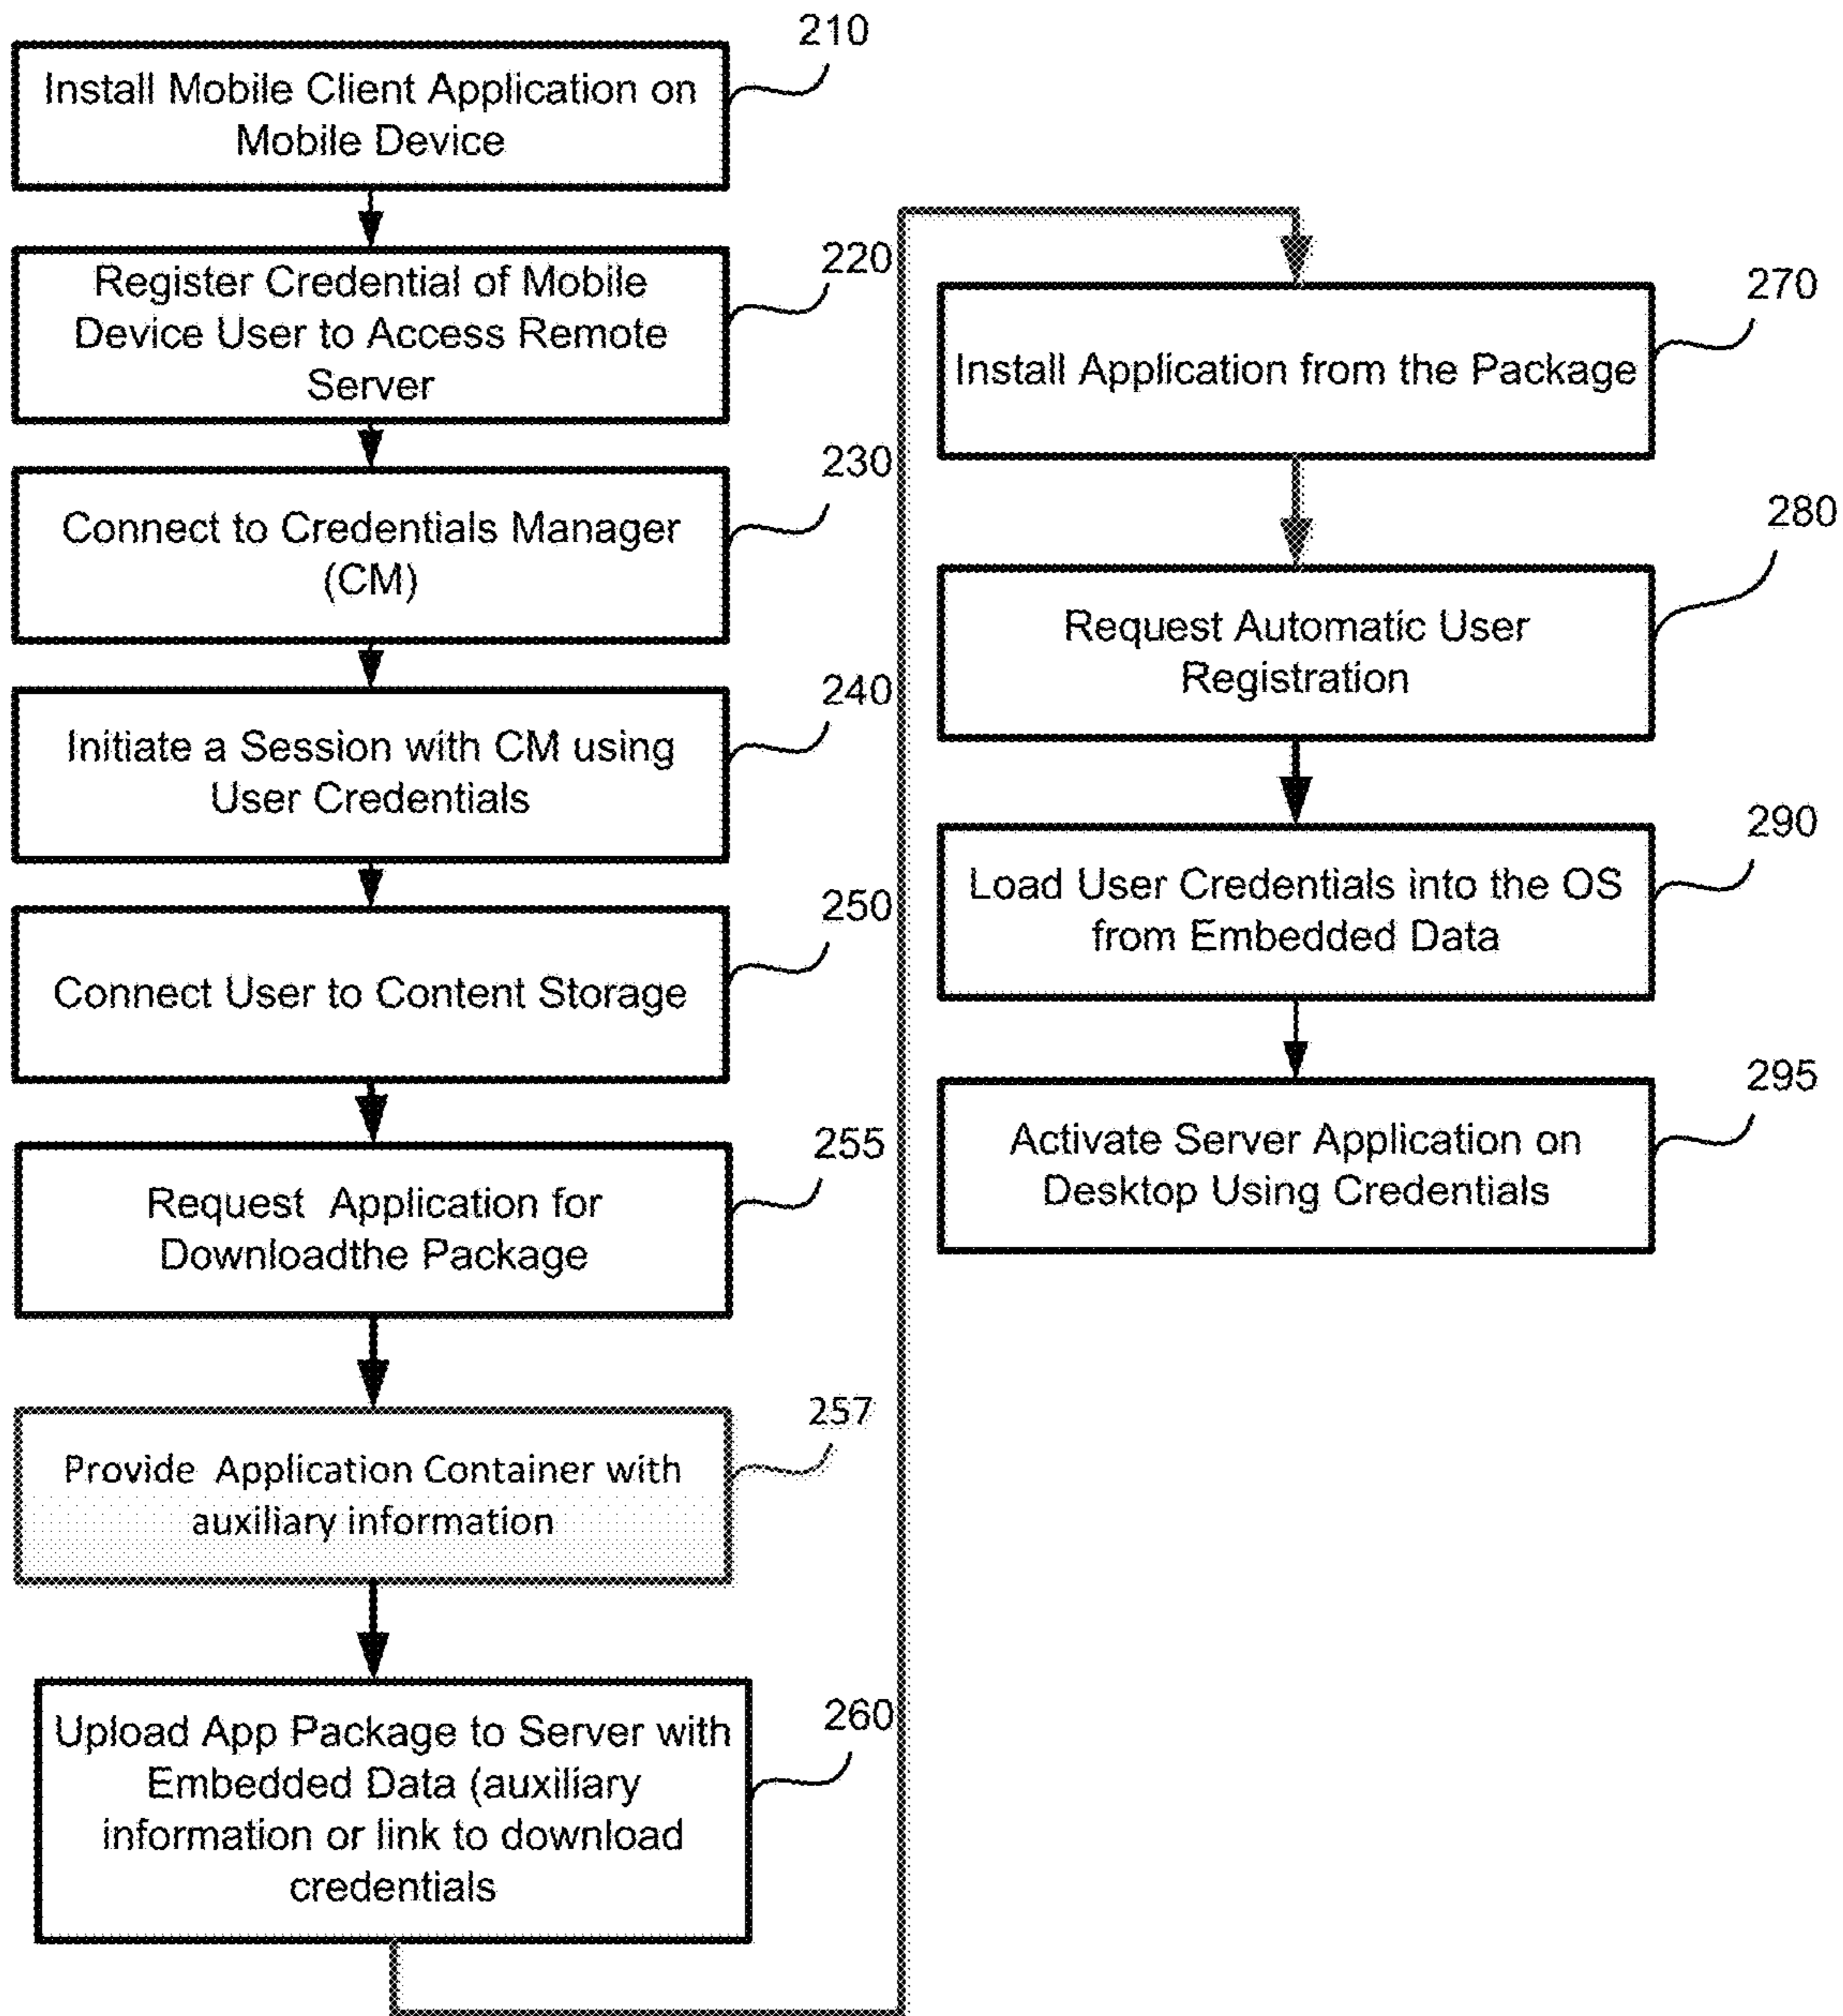 210
Install Mobile Client Application on
Mobile Device
220
Register Credential of Mobile
Device User to Access Remote
Server
230
Connect to Credentials Manager
(CM)
240
Initiate a Session with CM using
User Credentials
250
Connect User to Content Storage
255
Request Application for
Downloadthe Package
257
Provide Application Container with
auxiliary information
260
Upload App Package to Server with
Embedded Data (auxiliary
information or link to download
credentials
270
Install Application from the Package
280
Request Automatic User
Registration
290
Load User Credentials into the OS
from Embedded Data
295
Activate Server Application on
Desktop Using Credentials